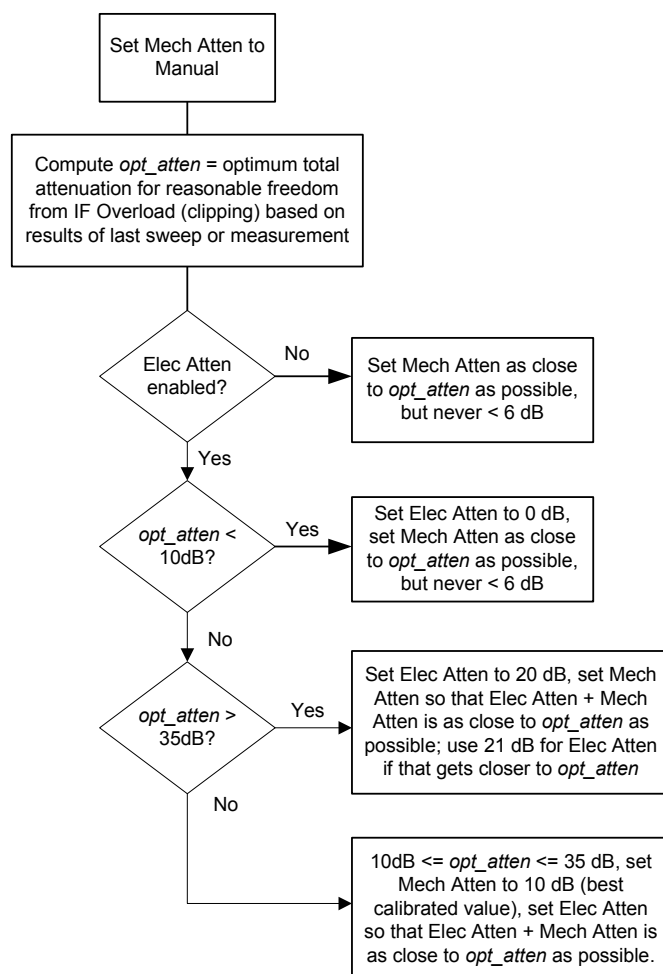 Set Mech Atten to
Manual
Compute opt_atten = optimum total
attenuation for reasonable freedom
from IF Overload (clipping) based on
results of last sweep or measurement
Elec Atten
enabled?
No
Set Mech Atten as close
to opt_atten as possible,
but never < 6 dB
Yes
opt_atten <
10dB?
Yes
Set Elec Atten to 0 dB,
set Mech Atten as close
to opt_atten as possible,
but never < 6 dB
No
opt_atten >
35dB?
Yes
Set Elec Atten to 20 dB, set Mech
Atten so that Elec Atten + Mech
Atten is as close to opt_atten as
possible; use 21 dB for Elec Atten
if that gets closer to opt_atten
No
10dB <= opt_atten <= 35 dB, set
Mech Atten to 10 dB (best
calibrated value), set Elec Atten
so that Elec Atten + Mech Atten is
as close to opt_atten as possible.